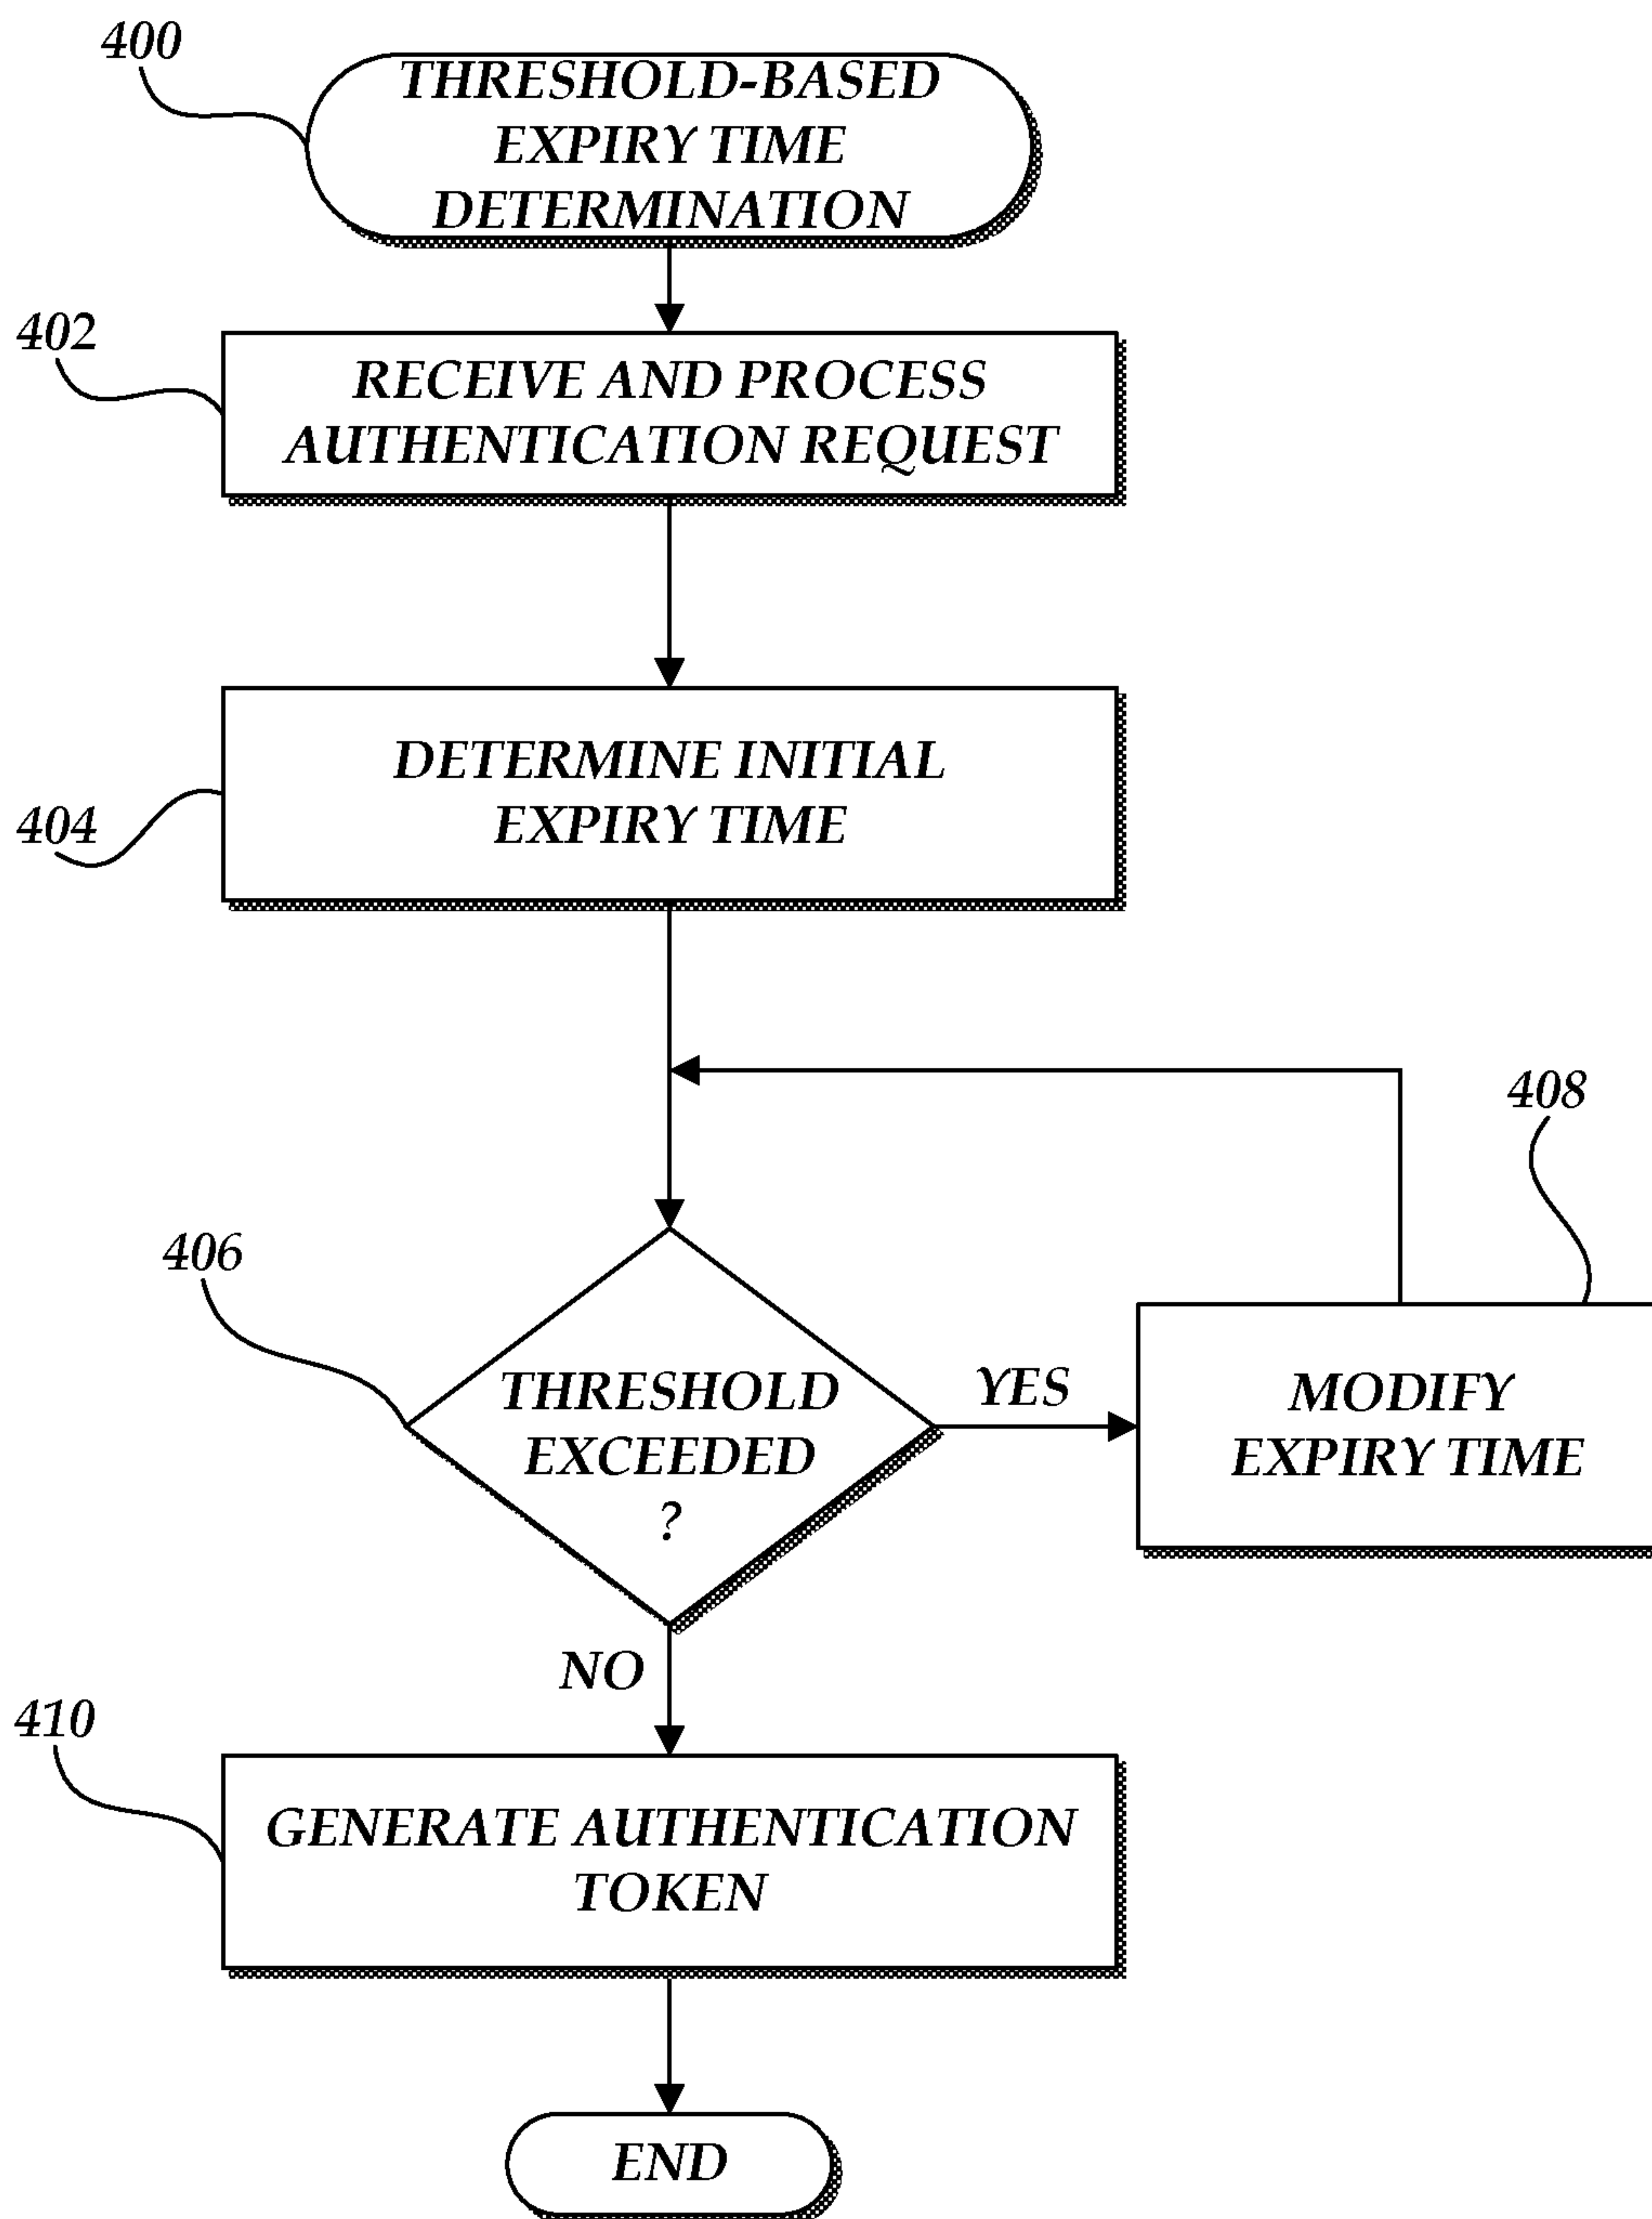 400
THRESHOLD-BASED
EXPIRY TIME
DETERMINATION
402
RECEIVE AND PROCESS
AUTHENTICATION REQUEST
404
DETERMINE INITIAL
EXPIRY TIME
406
THRESHOLD
EXCEEDED
?
YES
408
MODIFY
EXPIRY TIME
NO
410
GENERATE AUTHENTICATION
TOKEN
END